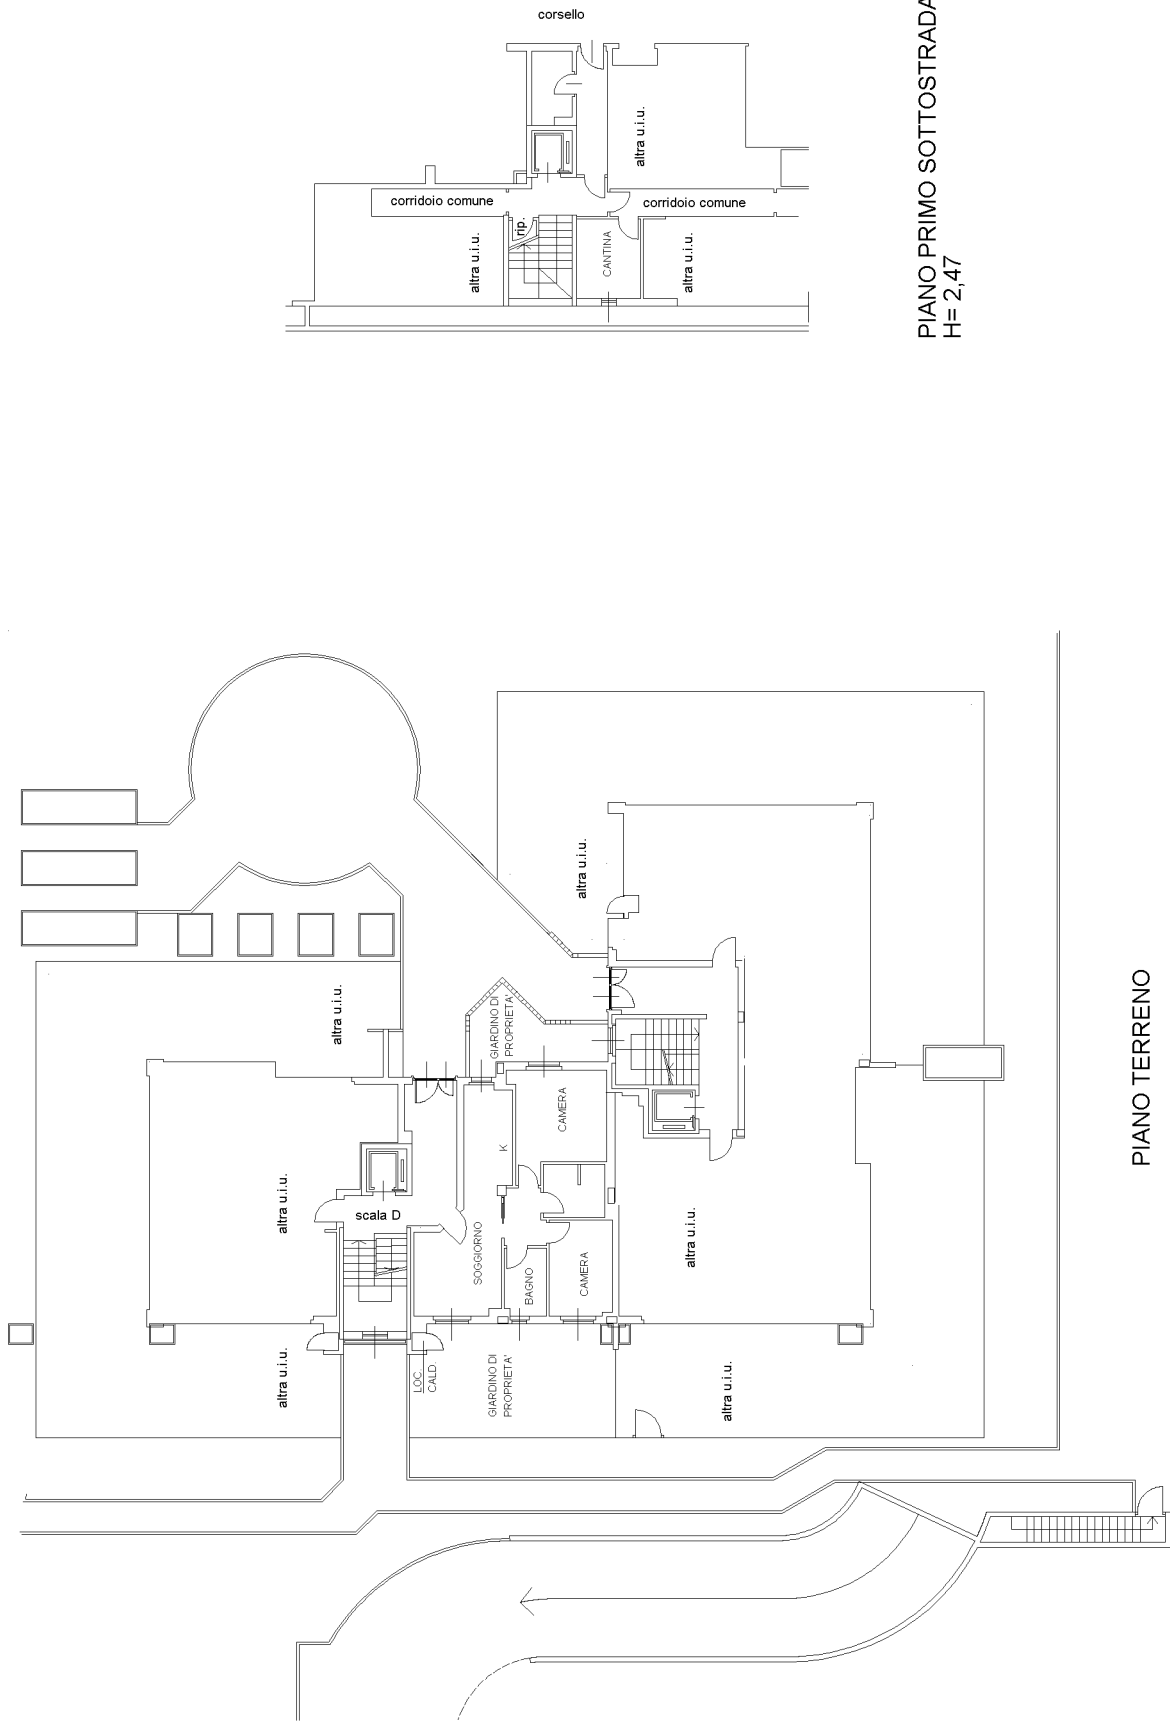 corsello
altra u.i.u.
corridoio comune
corridoio comune
rip.
altra u.i.u.
CANTINA
altra u.i.u.
PIANO PRIMO SOTTOSTRADA
H= 2,47
altra u.i.u.
altra u.i.u.
GIARDINO DI
PROPRIETA'
CAMERA
K
altra u.i.u.
scala D
SOGGIORNO
altra u.i.u.
BAGNO
CAMERA
altra u.i.u.
LOC.
CALD.
GIARDINO DI
PROPRIETA'
altra u.i.u.
PIANO TERRENO